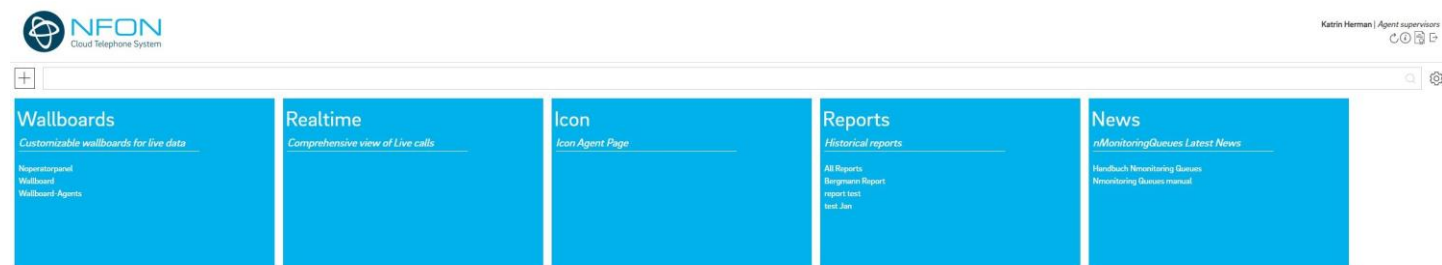 NFON
Cloud Telephone System
Katrin Herman | Agent supervisors
Wallboards
Customizable wallboards for live data
Noperatorpanel
Wallboard
Wallboard-Agents
Realtime
Comprehensive view of Live calls
Icon
Icon Agent Page
Reports
Historical reports
All Reports
Bergmann Report
report test
test Jan
News
nMonitoringQueues Latest News
Handbuch Nmonitoring Queues
Nmonitoring Queues manual